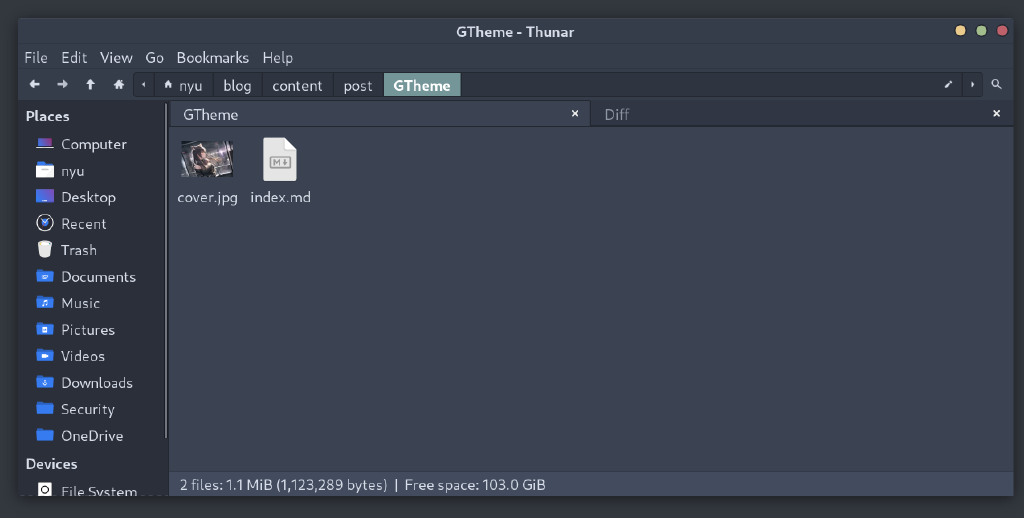 GTheme - Thunar
File Edit View Go Bookmarks Help
nyu blog content post GTheme
Places
GTheme
Diff
Computer
nyu
Desktop
Recent
Trash
Documents
Music
Pictures
Videos
Downloads
Security
OneDrive
Devices
File System
cover.jpg index.md
2 files: 1.1 MiB (1,123,289 bytes) | Free space: 103.0 GiB